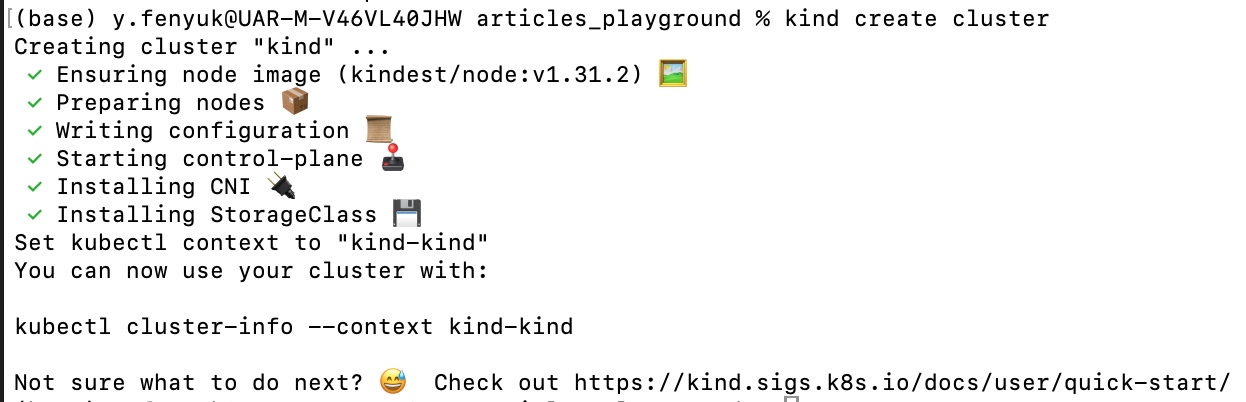 (base) y.fenyuk@UAR-M-V46VL40JHW articles_playground % kind create cluster
Creating cluster "kind" ...
✓ Ensuring node image (kindest/node:v1.31.2) 🖼
✓ Preparing nodes 📦
✓ Writing configuration 📜
✓ Starting control-plane 🕹️
✓ Installing CNI 🔌
✓ Installing StorageClass 💾
Set kubectl context to "kind-kind"
You can now use your cluster with:
kubectl cluster-info --context kind-kind
Not sure what to do next? 😅 Check out https://kind.sigs.k8s.io/docs/user/quick-start/